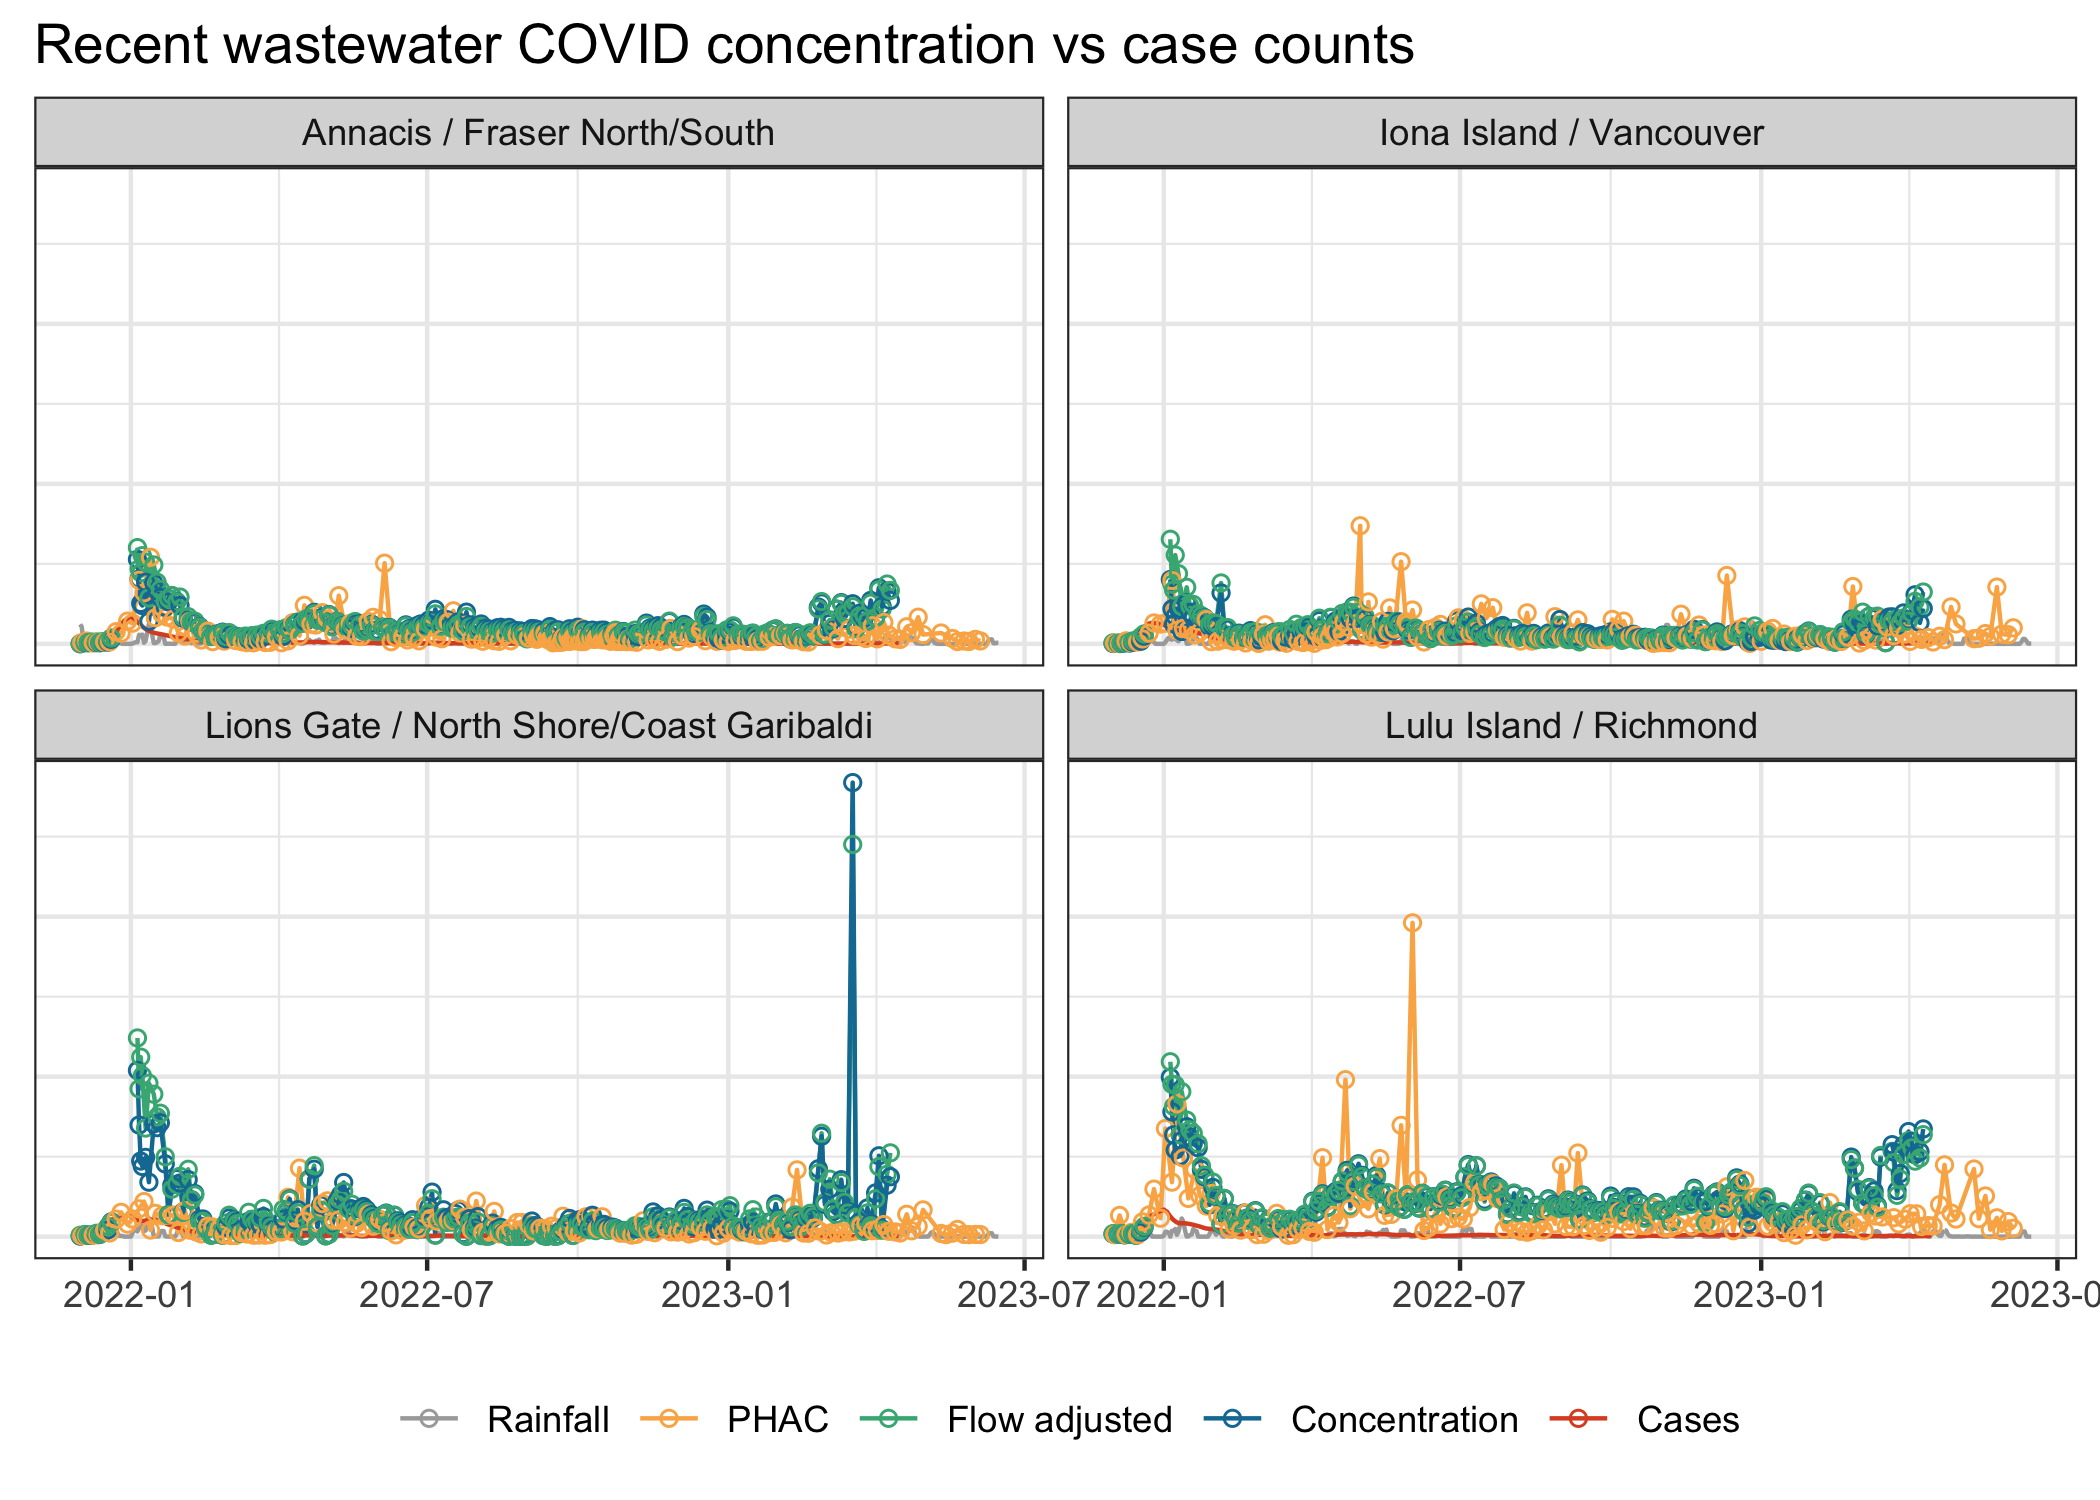 Recent wastewater COVID concentration vs case counts
Annacis / Fraser North/South
Iona Island / Vancouver
Lions Gate / North Shore/Coast Garibaldi
Lulu Island / Richmond
2022-01 2022-07 2023-01 2023-07 2022-01 2022-07 2023-01 2023-0
Rainfall PHAC Flow adjusted Concentration Cases